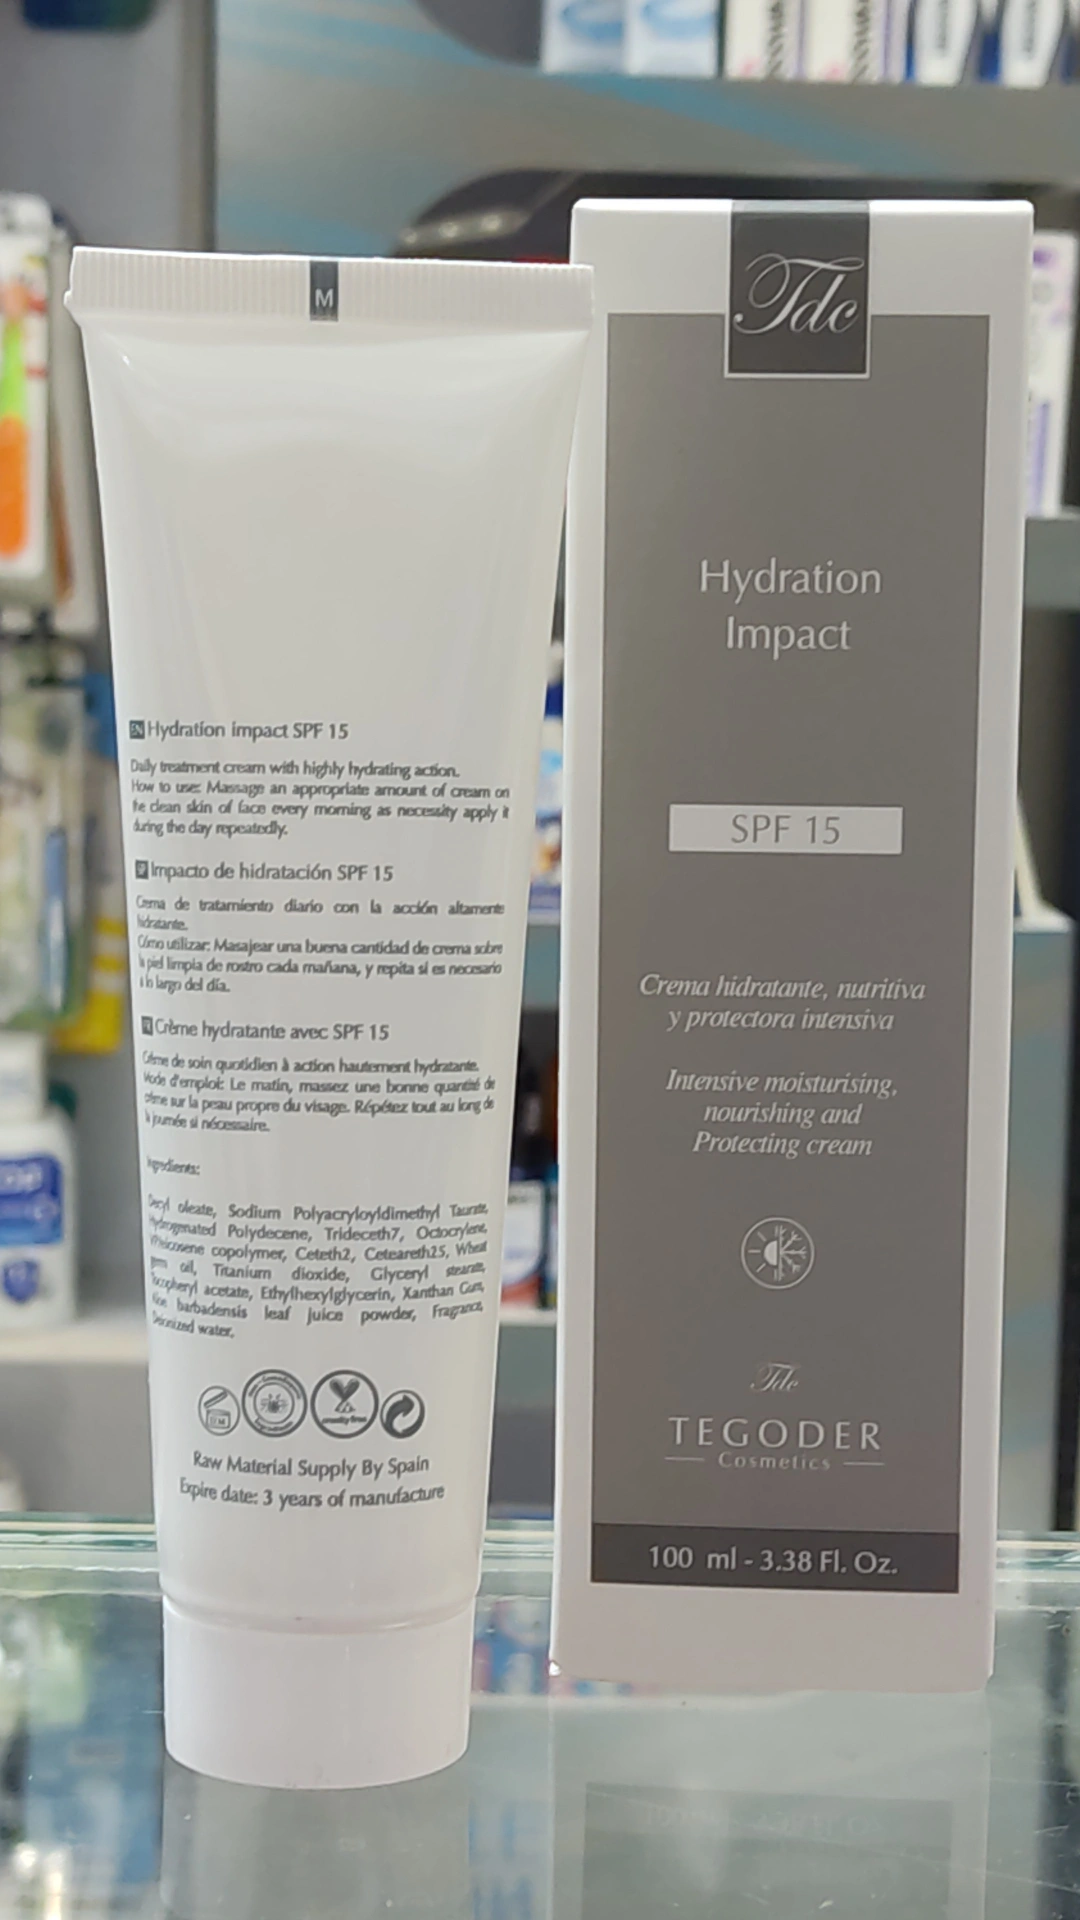 M
EN Hydration impact SPF 15
Daily treatment cream with highly hydrating action.
How to use: Massage an appropriate amount of cream on
the clean skin of face every morning as necessity apply it
during the day repeatedly.
Impacto de hidratación SPF 15
Crema de tratamiento diario con la acción altamente
hidratante.
Cómo utilizar: Masajear una buena cantidad de crema sobre
la piel limpia de rostro cada mañana, y repita si es necesario
a lo largo del día.
Crème hydratante avec SPF 15
Crème de soin quotidien à action hautement hydratante.
Mode d'emploi: Le matin, massez une bonne quantité de
crème sur la peau propre du visage. Répétez tout au long de
la journée si nécessaire.
Ingredients:
Decyl oleate, Sodium Polyacryloyldimethyl Taurate,
Hydrogenated Polydecene, Trideceth7, Octocrylene,
copolymer, Ceteth2, Ceteareth25, Wheat
germ oil, Titanium dioxide, Glyceryl stearate,
Tocopheryl acetate, Ethylhexylglycerin, Xanthan Gum,
Aloe barbadensis leaf juice powder, Fragrance,
Deionized water,
cruelty free
Raw Material Supply By Spain
Expire date: 3 years of manufacture
Tdc
Hydration
Impact
SPF 15
Crema hidratante, nutritiva
y protectora intensiva
Intensive moisturising,
nourishing and
Protecting cream
Tdc
TEGODER
Cosmetics
100 ml - 3.38 Fl. Oz.